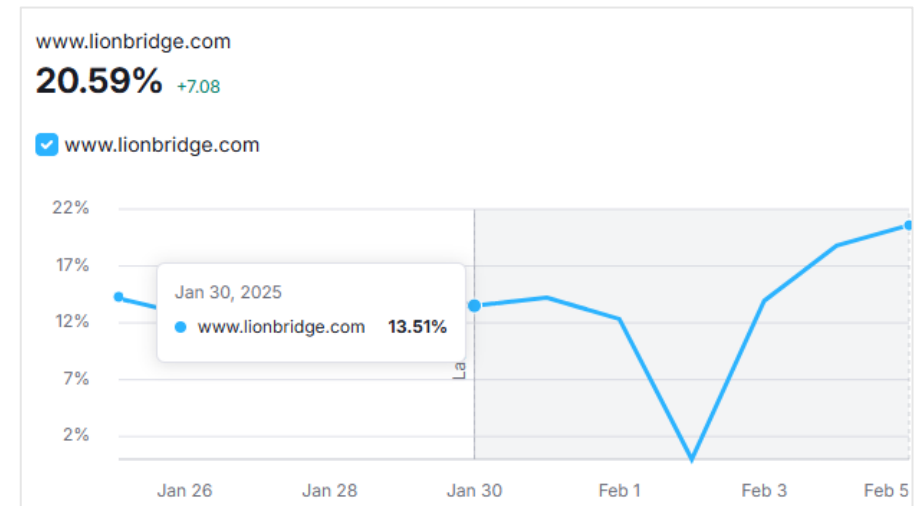 www.lionbridge.com
20.59% +7.08
www.lionbridge.com
22%
17%
Jan 30, 2025
www.lionbridge.com 13.51%
12%
La
7%
2%
Jan 26 Jan 28 Jan 30 Feb 1 Feb 3 Feb 5